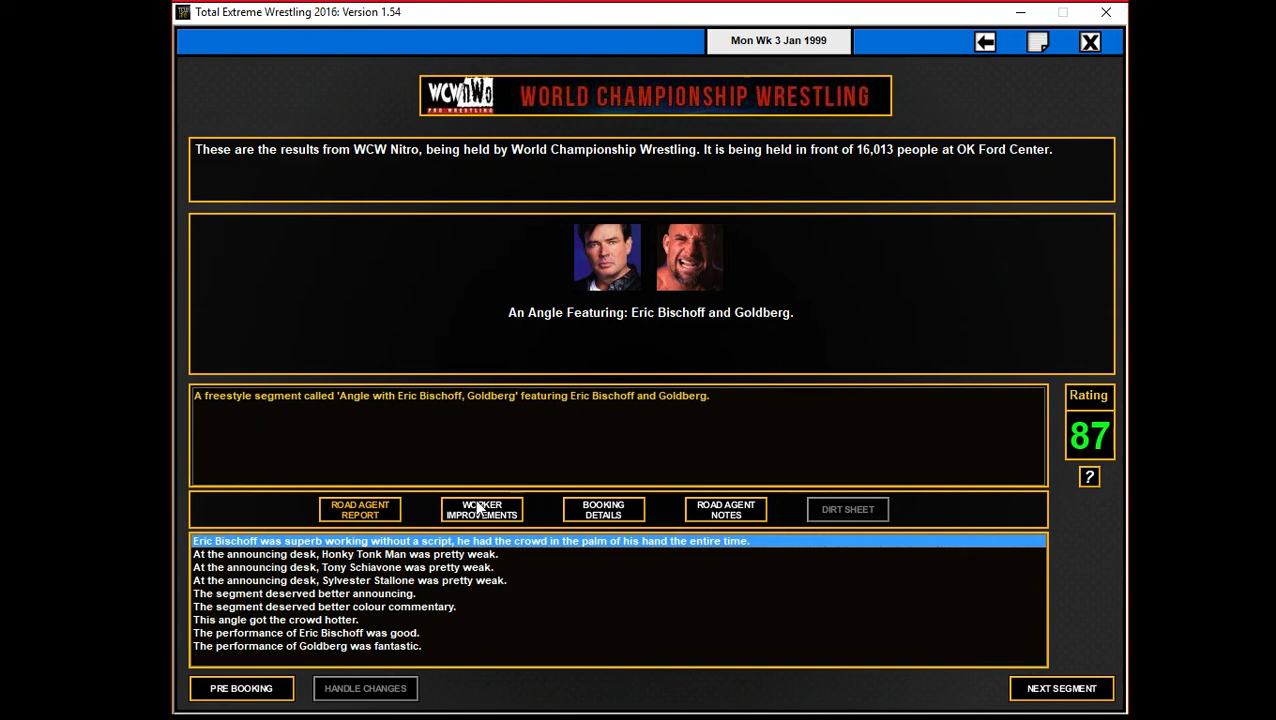 Total Extreme Wrestling 2016: Version 1.54
Mon Wk 3 Jan 1999
WCW nWo
PRO WRESTLING
WORLD CHAMPIONSHIP WRESTLING
These are the results from WCW Nitro, being held by World Championship Wrestling. It is being held in front of 16,013 people at OK Ford Center.
An Angle Featuring: Eric Bischoff and Goldberg.
A freestyle segment called 'Angle with Eric Bischoff, Goldberg' featuring Eric Bischoff and Goldberg.
Rating
87
?
ROAD AGENT
REPORT
WORKER
IMPROVEMENTS
BOOKING
DETAILS
ROAD AGENT
NOTES
DIRT SHEET
Eric Bischoff was superb working without a script, he had the crowd in the palm of his hand the entire time.
At the announcing desk, Honky Tonk Man was pretty weak.
At the announcing desk, Tony Schiavone was pretty weak.
At the announcing desk, Sylvester Stallone was pretty weak.
The segment deserved better announcing.
The segment deserved better colour commentary.
This angle got the crowd hotter.
The performance of Eric Bischoff was good.
The performance of Goldberg was fantastic.
PRE BOOKING
HANDLE CHANGES
NEXT SEGMENT